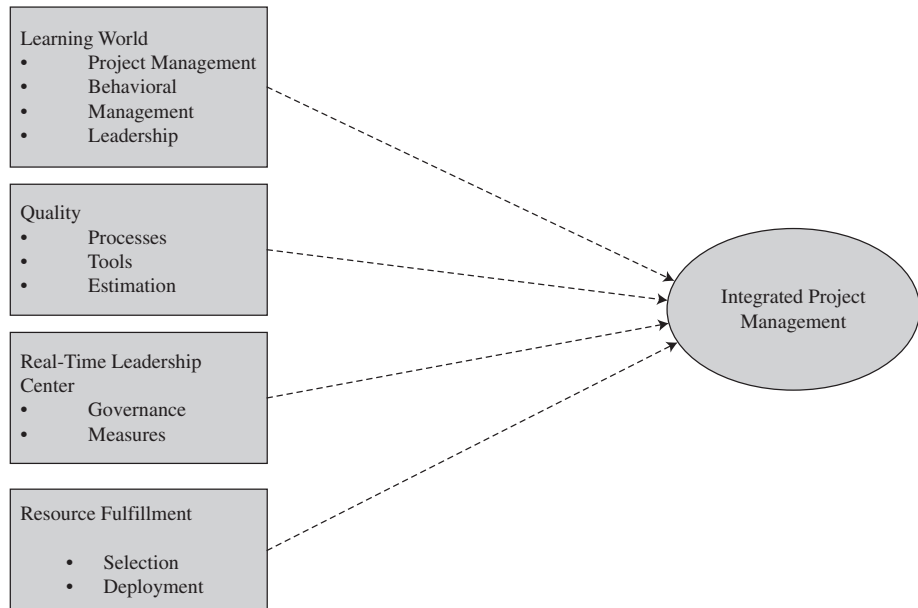 Learning World
• Project Management
• Behavioral
• Management
• Leadership
Quality
• Processes
• Tools
• Estimation
Real-Time Leadership
Center
• Governance
• Measures
Resource Fulfillment
• Selection
• Deployment
Integrated Project
Management